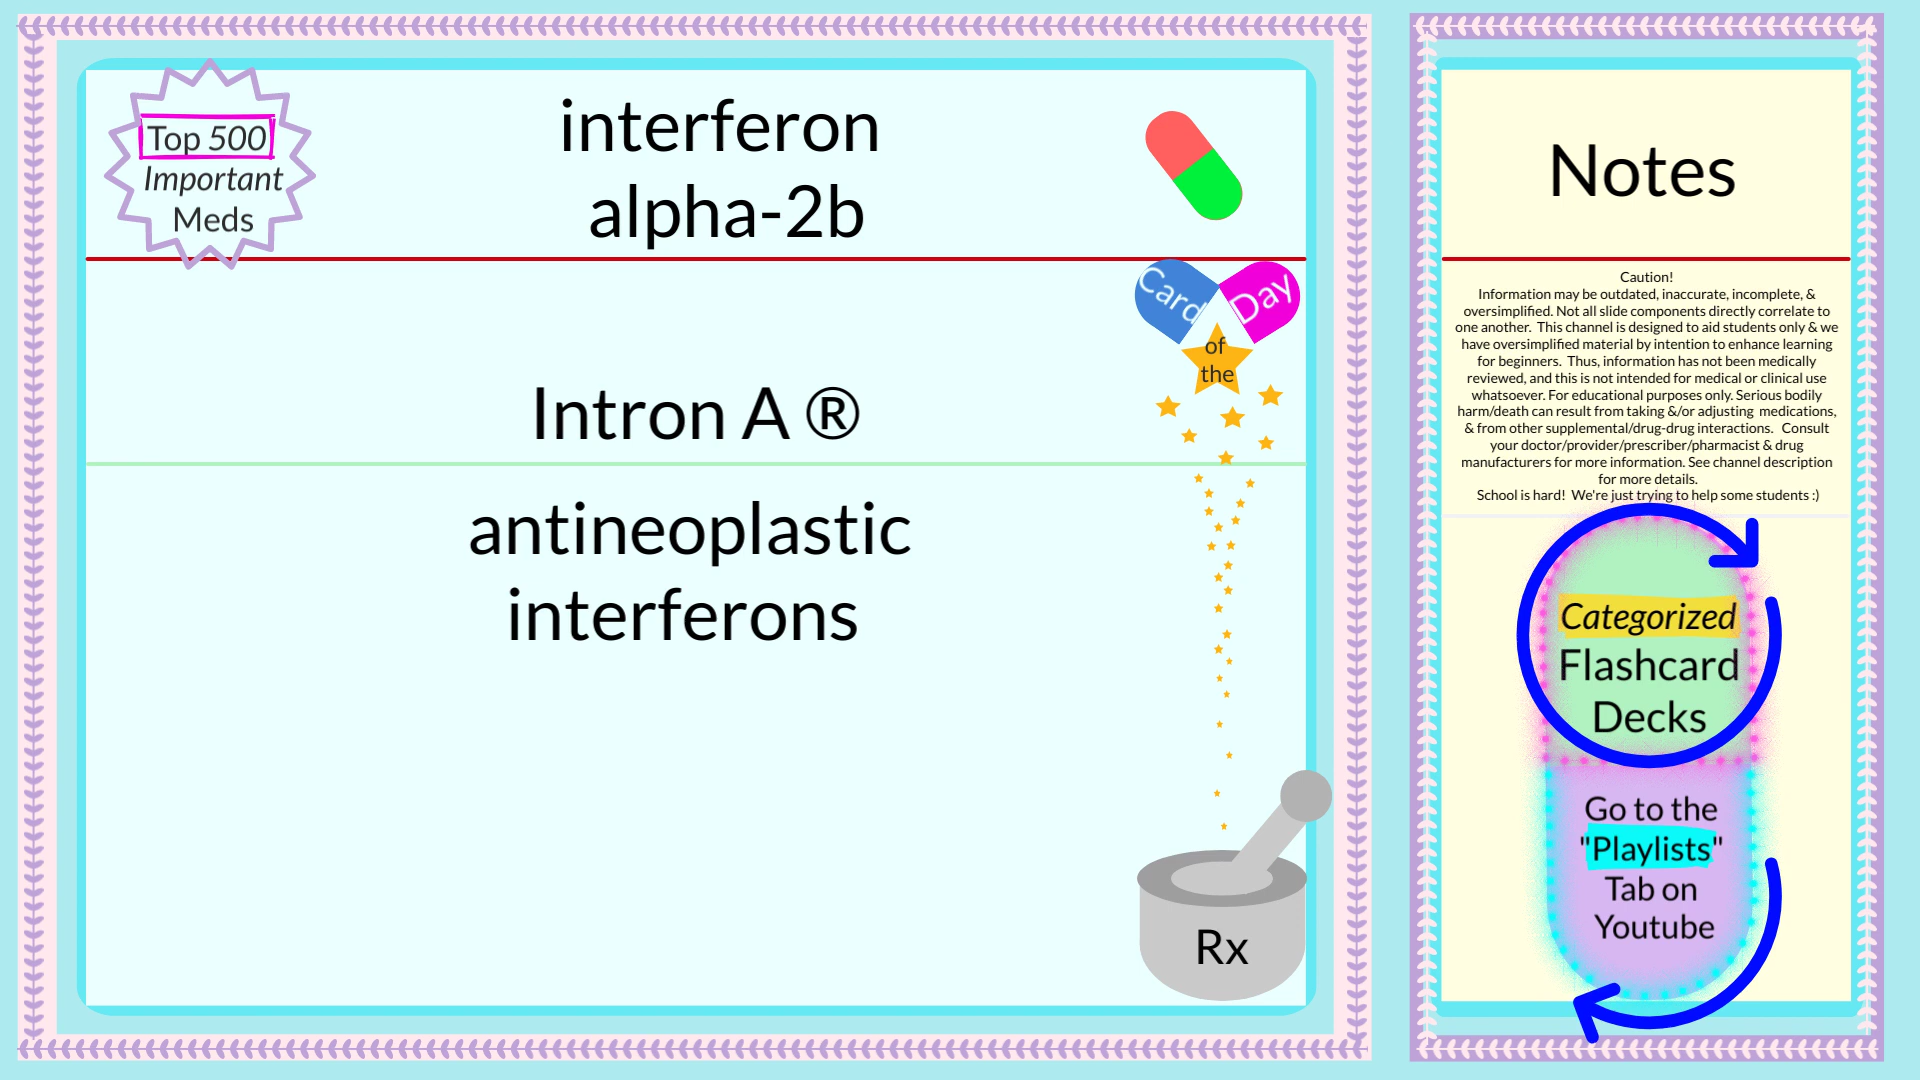 Top 500
Important
Meds
interferon
alpha-2b
Card
of
the
Day
Intron A ®
antineoplastic
interferons
Rx
Notes
Caution!
Information may be outdated, inaccurate, incomplete, &
oversimplified. Not all slide components directly correlate to
one another. This channel is designed to aid students only & we
have oversimplified material by intention to enhance learning
for beginners. Thus, information has not been medically
reviewed, and this is not intended for medical or clinical use
whatsoever. For educational purposes only. Serious bodily
harm/death can result from taking &/or adjusting medications,
& from other supplemental/drug-drug interactions. Consult
your doctor/provider/prescriber/pharmacist & drug
manufacturers for more information. See channel description
for more details.
School is hard! We're just trying to help some students :)
Categorized
Flashcard
Decks
Go to the
"Playlists"
Tab on
Youtube